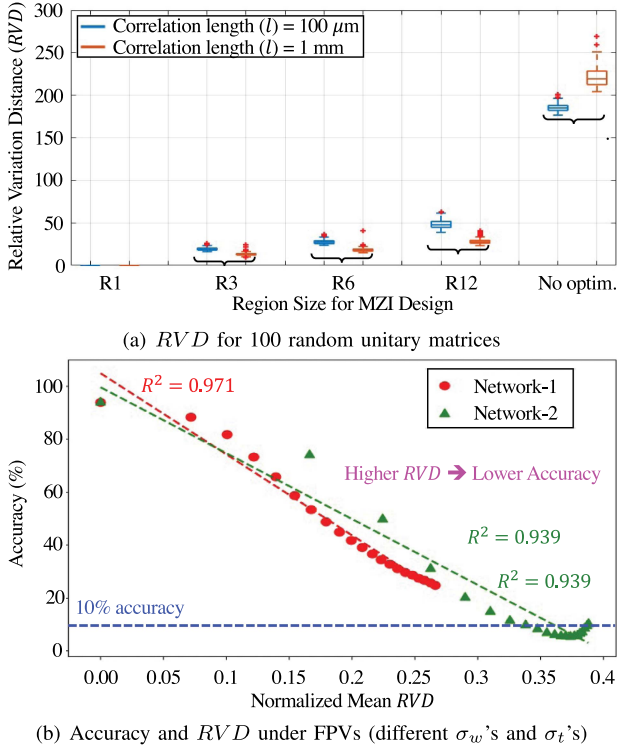 300
250
200
150
100
50
0
Relative Variation Distance (RVD)
Correlation length (l) = 100 μm
Correlation length (l) = 1 mm
R1 R3 R6 R12 No optim.
Region Size for MZI Design
(a) RVD for 100 random unitary matrices
100
80
60
40
20
0
Accuracy (%)
R² = 0.971
Network-1
Network-2
Higher RVD ➔ Lower Accuracy
R² = 0.939
R² = 0.939
10% accuracy
0.00 0.05 0.1 0.15 0.2 0.25 0.3 0.35 0.4
Normalized Mean RVD
(b) Accuracy and RVD under FPVs (different σw's and σt's)